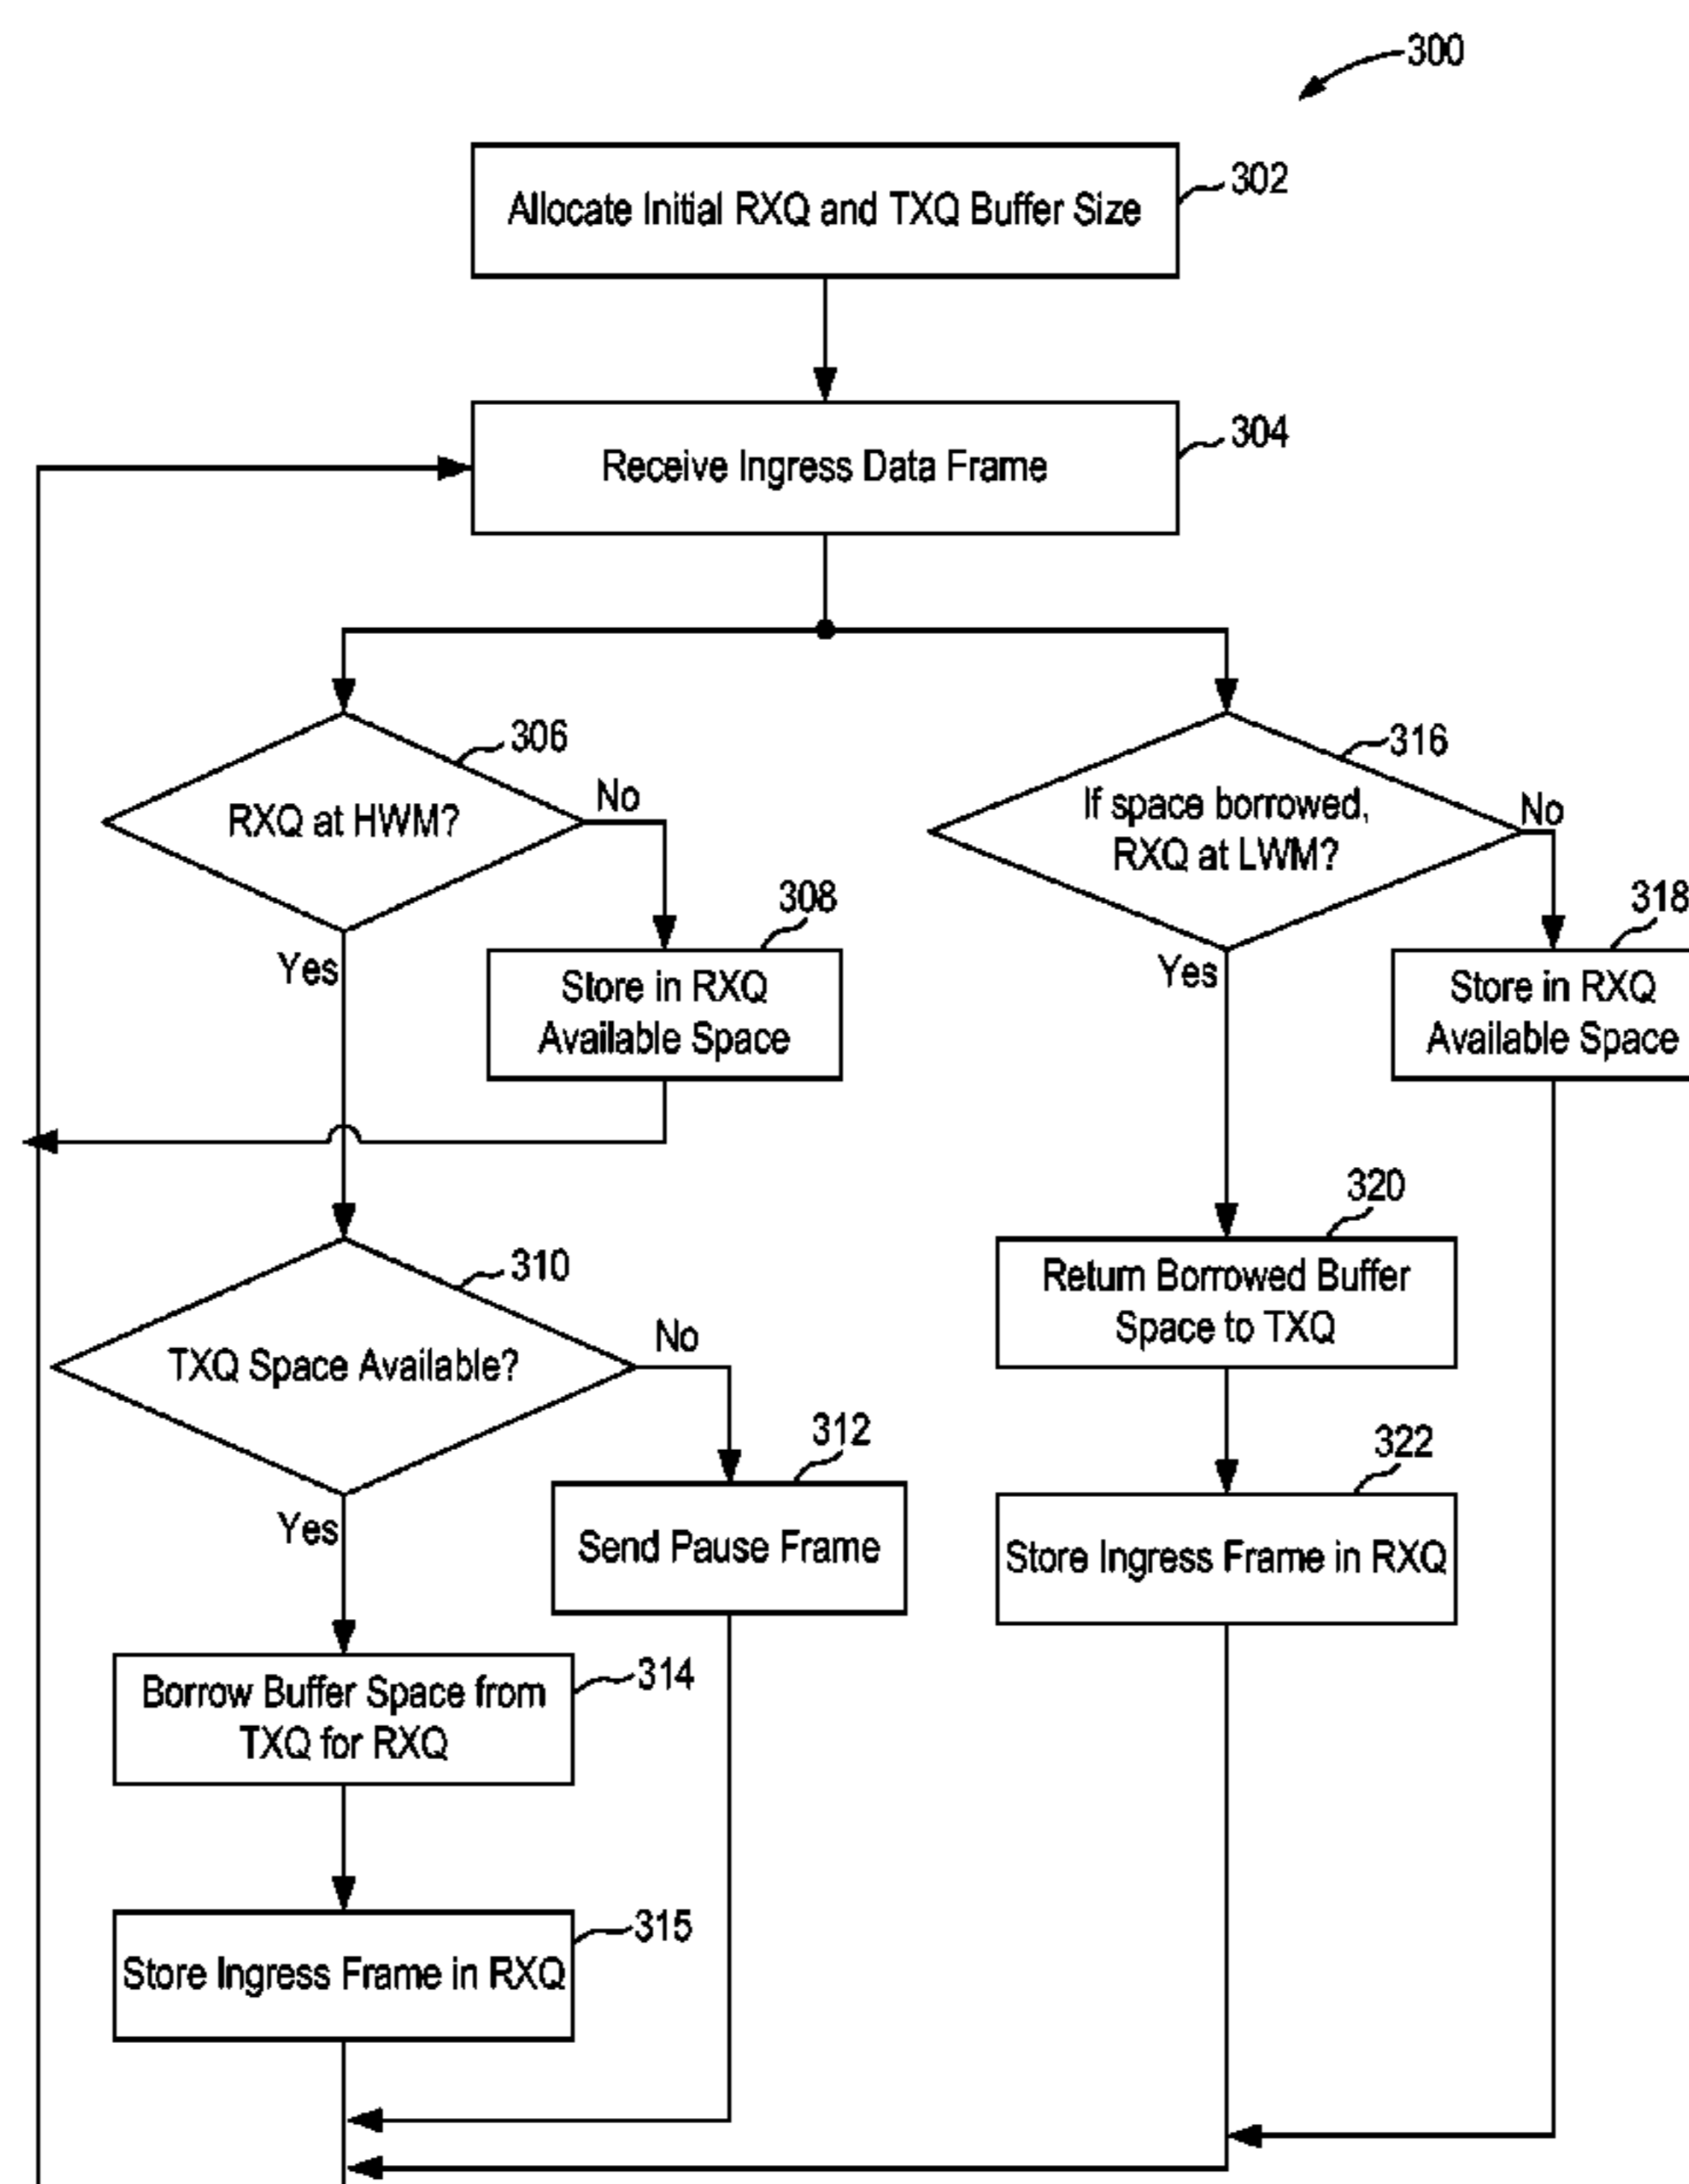 300
Allocate Initial RXQ and TXQ Buffer Size
302
Receive Ingress Data Frame
304
RXQ at HWM?
306
No
Yes
308
Store in RXQ
Available Space
If space borrowed,
RXQ at LWM?
316
No
Yes
318
Store in RXQ
Available Space
TXQ Space Available?
310
No
Yes
312
Send Pause Frame
320
Return Borrowed Buffer
Space to TXQ
322
Store Ingress Frame in RXQ
Borrow Buffer Space from
TXQ for RXQ
314
Store Ingress Frame in RXQ
315